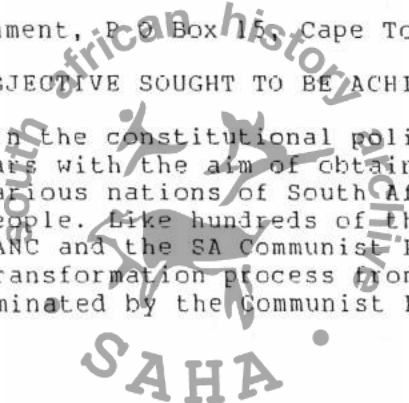 ment, P O Box 15, Cape To
JECTIVE SOUGHT TO BE ACHI
n the constitutional poli
ars with the aim of obtain
arious nations of South Af
eople. Like hundreds of th
ANC and the SA Communist P
ransformation process from
minated by the Communist P
south african history archive
SAHA